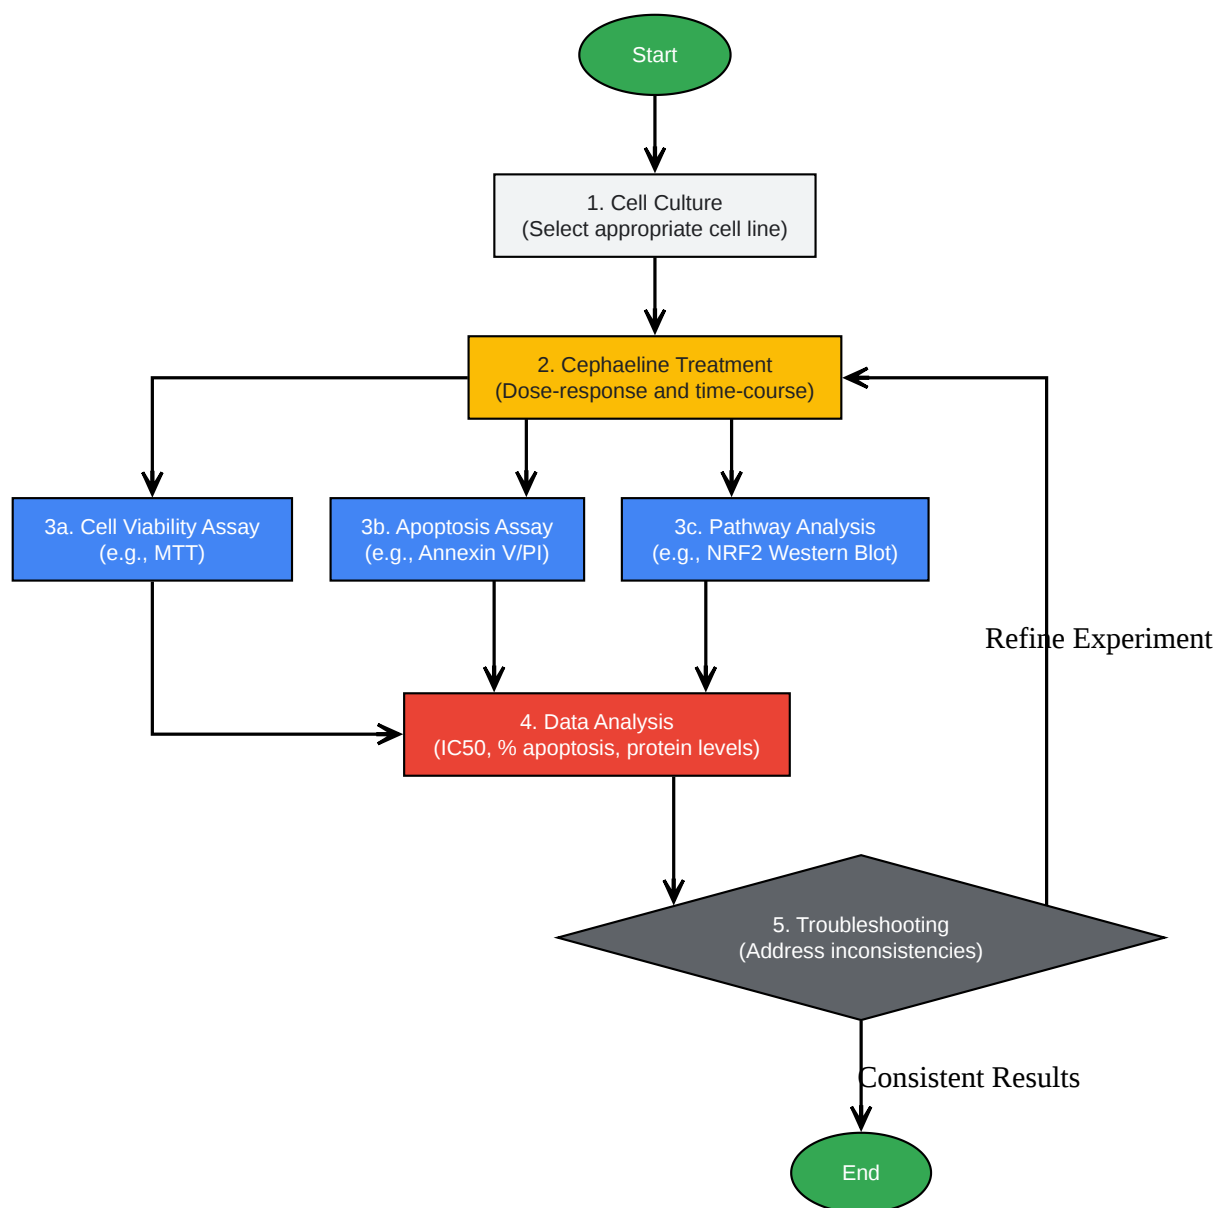 Start
1. Cell Culture
(Select appropriate cell line)
2. Cephaeline Treatment
(Dose-response and time-course)
3a. Cell Viability Assay
(e.g., MTT)
3b. Apoptosis Assay
(e.g., Annexin V/PI)
3c. Pathway Analysis
(e.g., NRF2 Western Blot)
Refine Experiment
4. Data Analysis
(IC50, % apoptosis, protein levels)
5. Troubleshooting
(Address inconsistencies)
Consistent Results
End